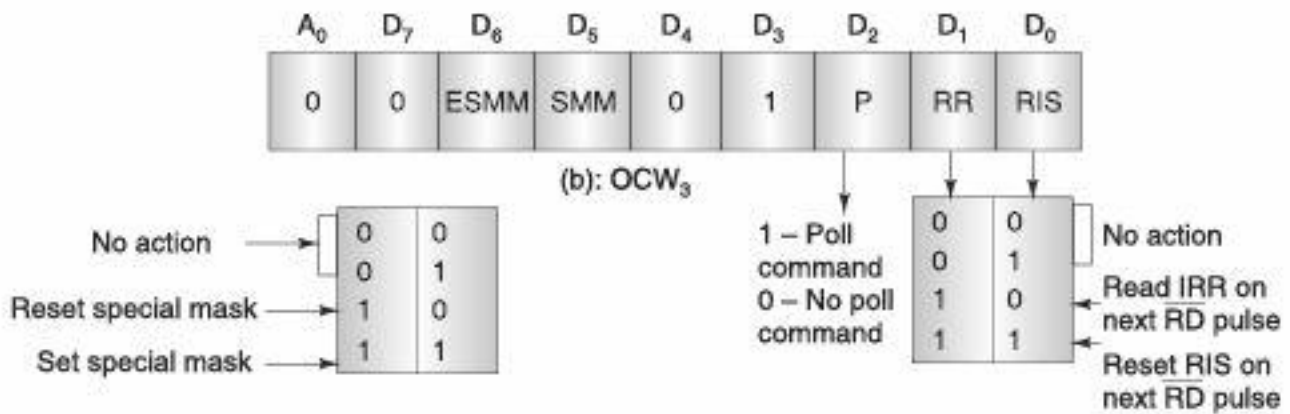 A₀ D₇ D₆ D₅ D₄ D₃ D₂ D₁ D₀
0 0 ESMM SMM 0 1 P RR RIS
(b): OCW₃
No action
Reset special mask
Set special mask
0 0
0 1
1 0
1 1
1 – Poll
command
0 – No poll
command
0 0
0 1
1 0
1 1
No action
Read IRR on
next R̅D̅ pulse
Reset RIS on
next R̅D̅ pulse